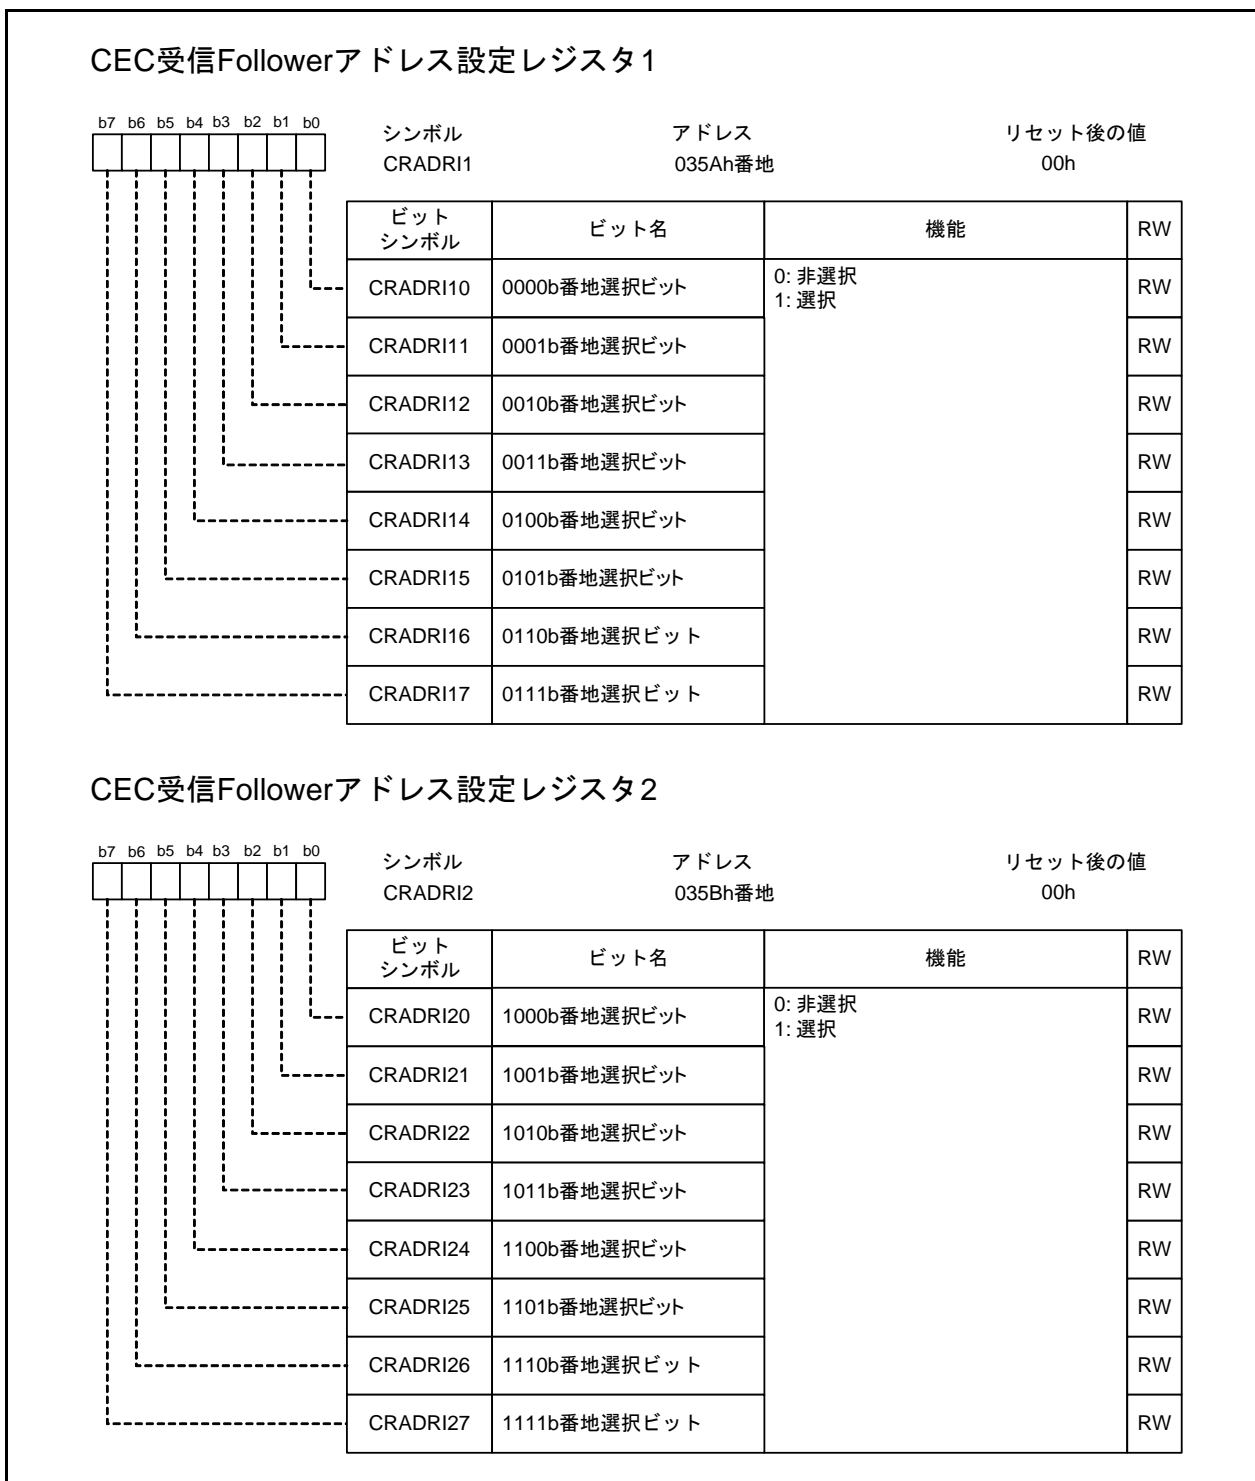 CEC受信Followerアドレス設定レジスタ1
b7 b6 b5 b4 b3 b2 b1 b0
シンボル アドレス リセット後の値
CRADRI1 035Ah番地 00h
ビット
シンボル ビット名 機能 RW
CRADRI10 0000b番地選択ビット 0: 非選択 RW
1: 選択
CRADRI11 0001b番地選択ビット RW
CRADRI12 0010b番地選択ビット RW
CRADRI13 0011b番地選択ビット RW
CRADRI14 0100b番地選択ビット RW
CRADRI15 0101b番地選択ビット RW
CRADRI16 0110b番地選択ビット RW
CRADRI17 0111b番地選択ビット RW
CEC受信Followerアドレス設定レジスタ2
b7 b6 b5 b4 b3 b2 b1 b0
シンボル アドレス リセット後の値
CRADRI2 035Bh番地 00h
ビット
シンボル ビット名 機能 RW
CRADRI20 1000b番地選択ビット 0: 非選択 RW
1: 選択
CRADRI21 1001b番地選択ビット RW
CRADRI22 1010b番地選択ビット RW
CRADRI23 1011b番地選択ビット RW
CRADRI24 1100b番地選択ビット RW
CRADRI25 1101b番地選択ビット RW
CRADRI26 1110b番地選択ビット RW
CRADRI27 1111b番地選択ビット RW